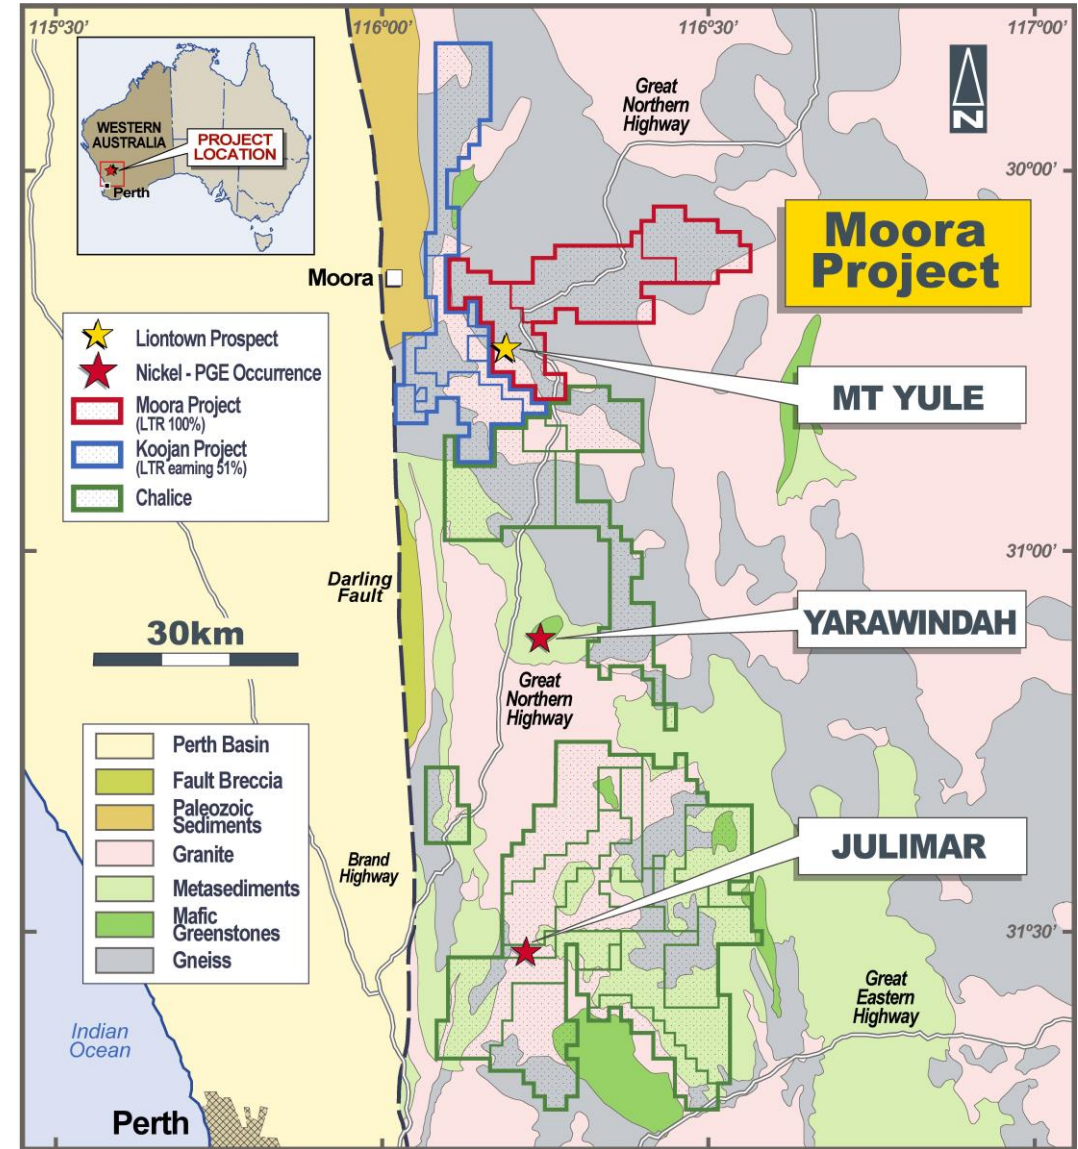 115º30'
116º00'
116º30'
117º00'
WESTERN
AUSTRALIA
PROJECT
LOCATION
Perth
Great
Northern
Highway
N
30º00'
Moora
Project
Moora
Liontown Prospect
Nickel - PGE Occurrence
Moora Project
(LTR 100%)
Koojan Project
(LTR earning 51%)
Chalice
MT YULE
31º00'
Darling
Fault
30km
YARAWINDAH
Great
Northern
Highway
Perth Basin
Fault Breccia
Paleozoic
Sediments
Granite
Metasediments
Mafic
Greenstones
Gneiss
Brand
Highway
JULIMAR
31º30'
Great
Eastern
Highway
Indian
Ocean
Perth